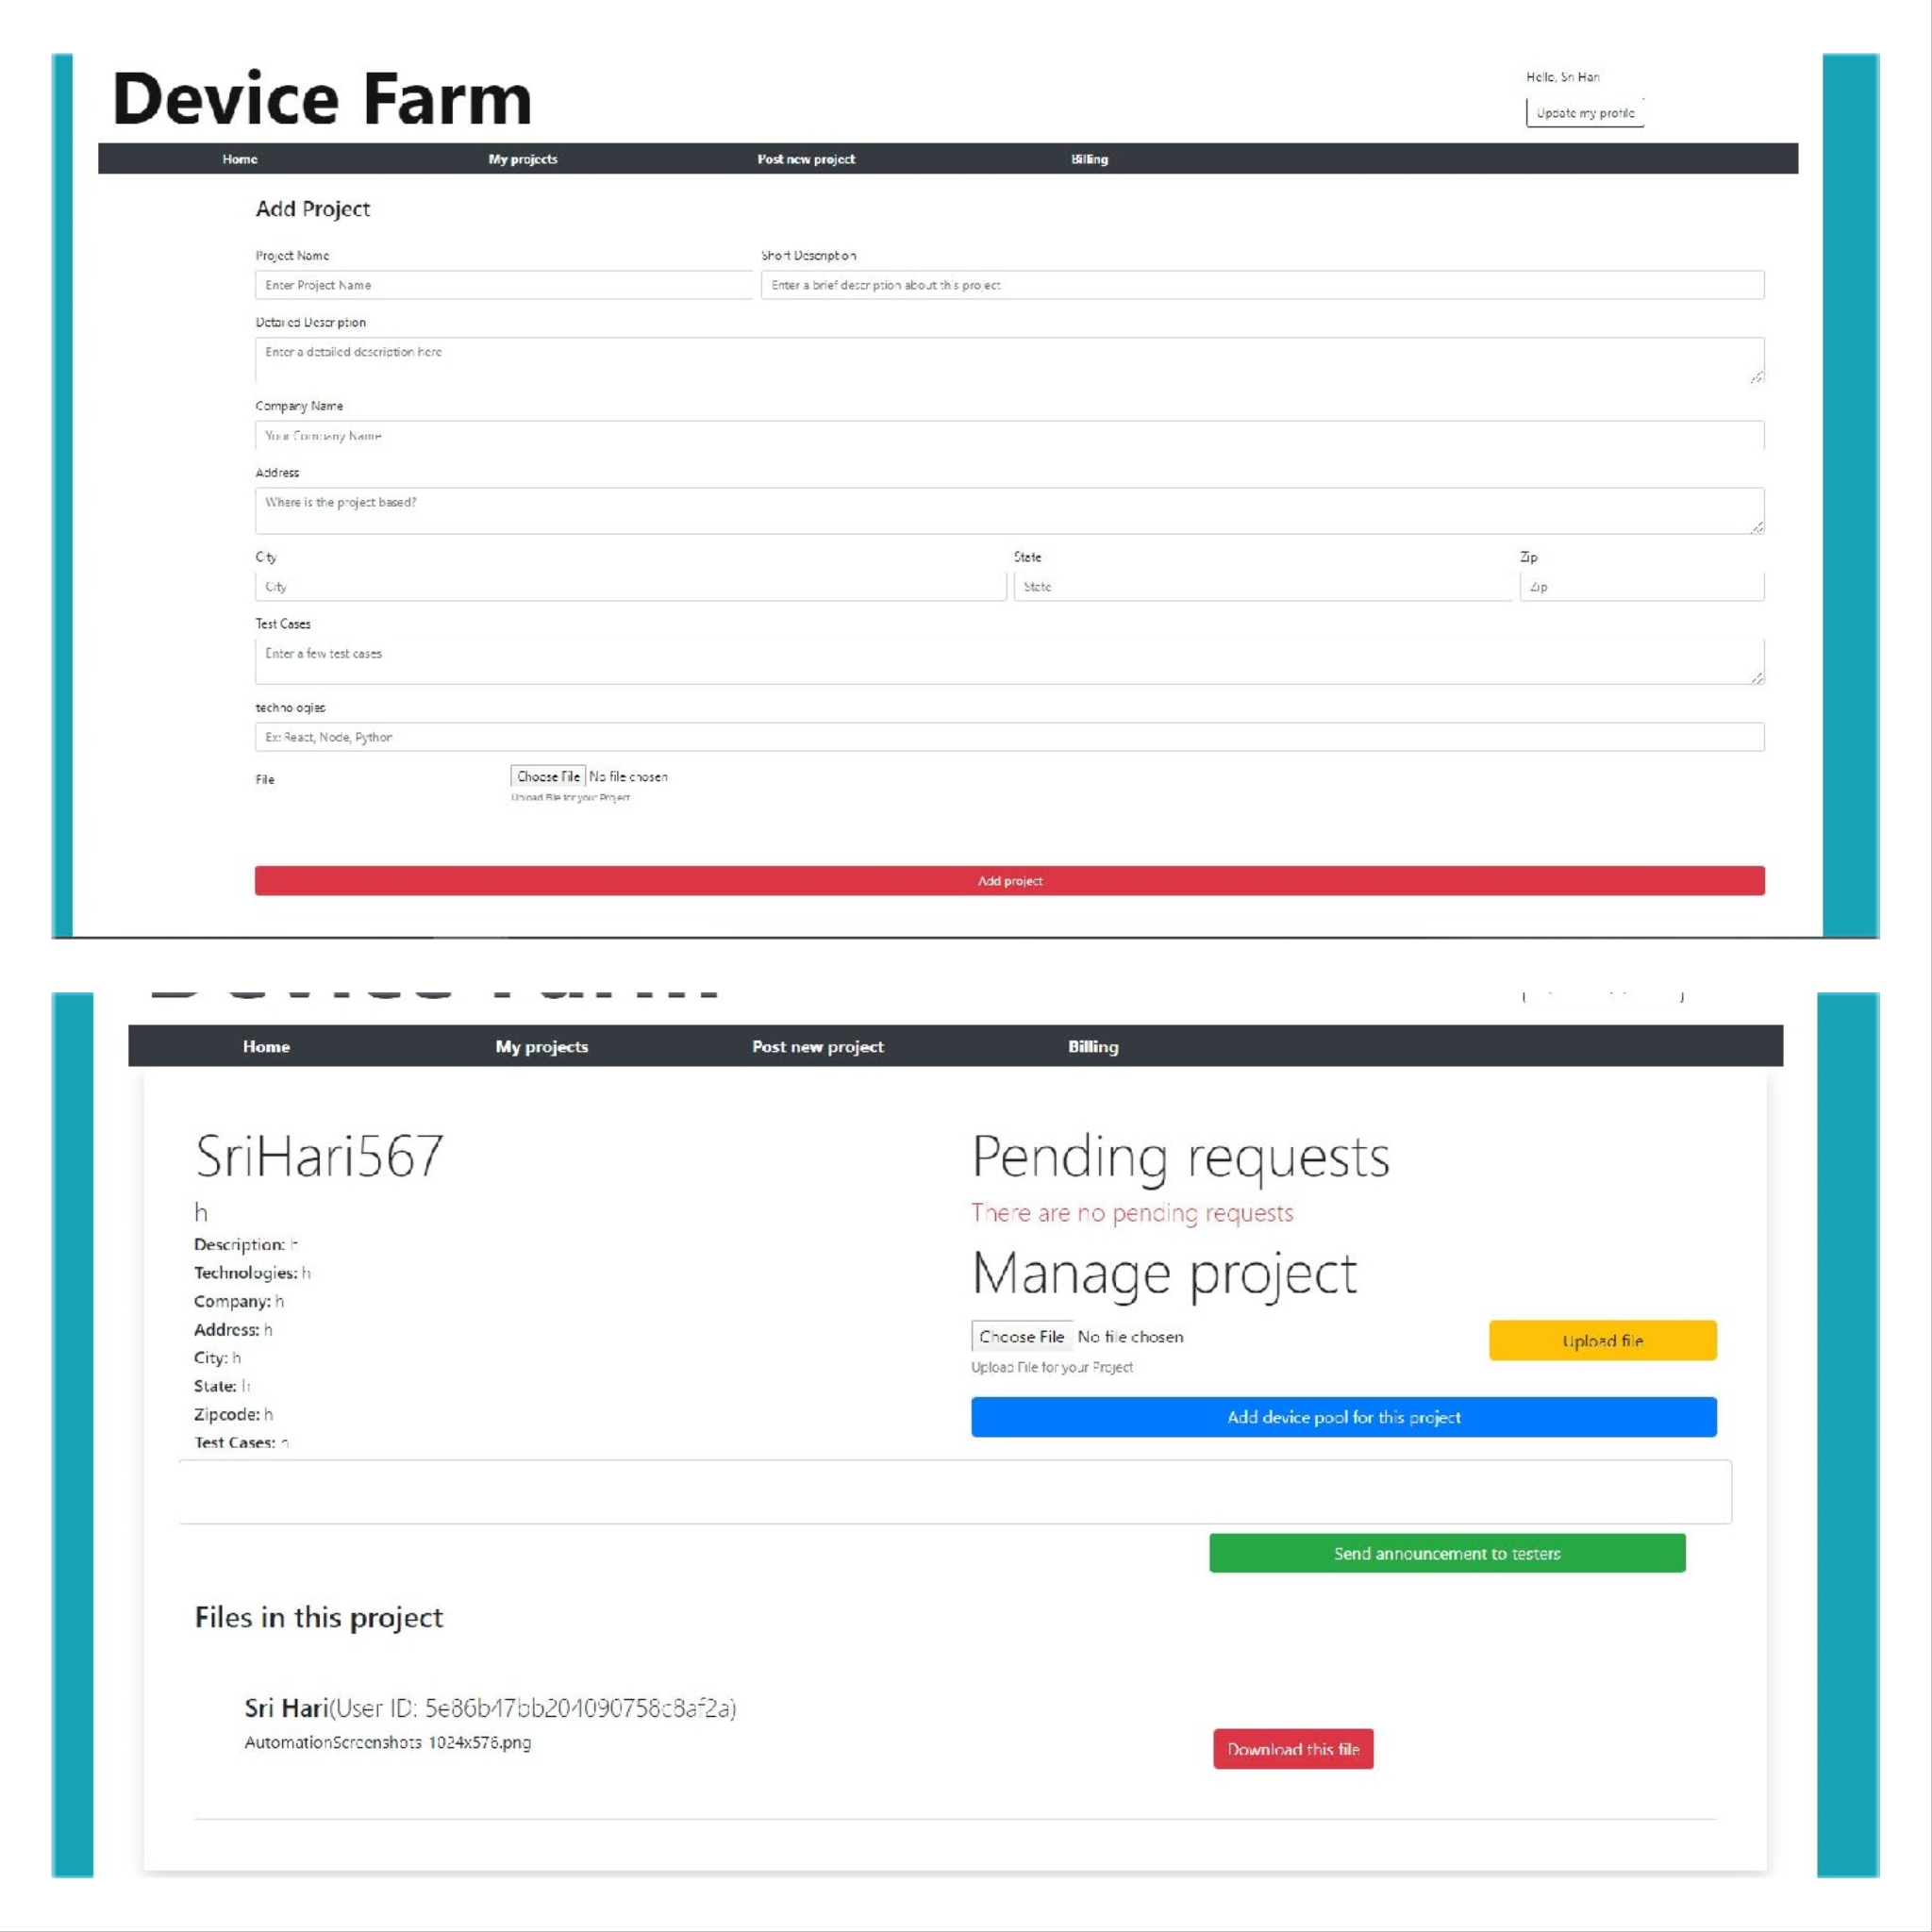 Device Farm
Hello, Sri Hari
Update my profile
Home My projects Post new project Billing
Add Project
Project Name Short Description
Enter Project Name Enter a brief description about this project
Detailed Description
Enter a detailed description here
Company Name
Your Company Name
Address
Where is the project based?
City State Zip
City State Zip
Test Cases
Enter a few test cases
technologies
Ex: React, Node, Python
File Choose File No file chosen
Upload File for your Project
Add project
Home My projects Post new project Billing
SriHari567
h
Description: h
Technologies: h
Company: h
Address: h
City: h
State: h
Zipcode: h
Test Cases: h
Pending requests
There are no pending requests
Manage project
Choose File No file chosen Upload file
Upload File for your Project
Add device pool for this project
Send announcement to testers
Files in this project
Sri Hari(User ID: 5e86b47bb204090758c8af2a)
AutomationScreenshots-1024x576.png
Download this file